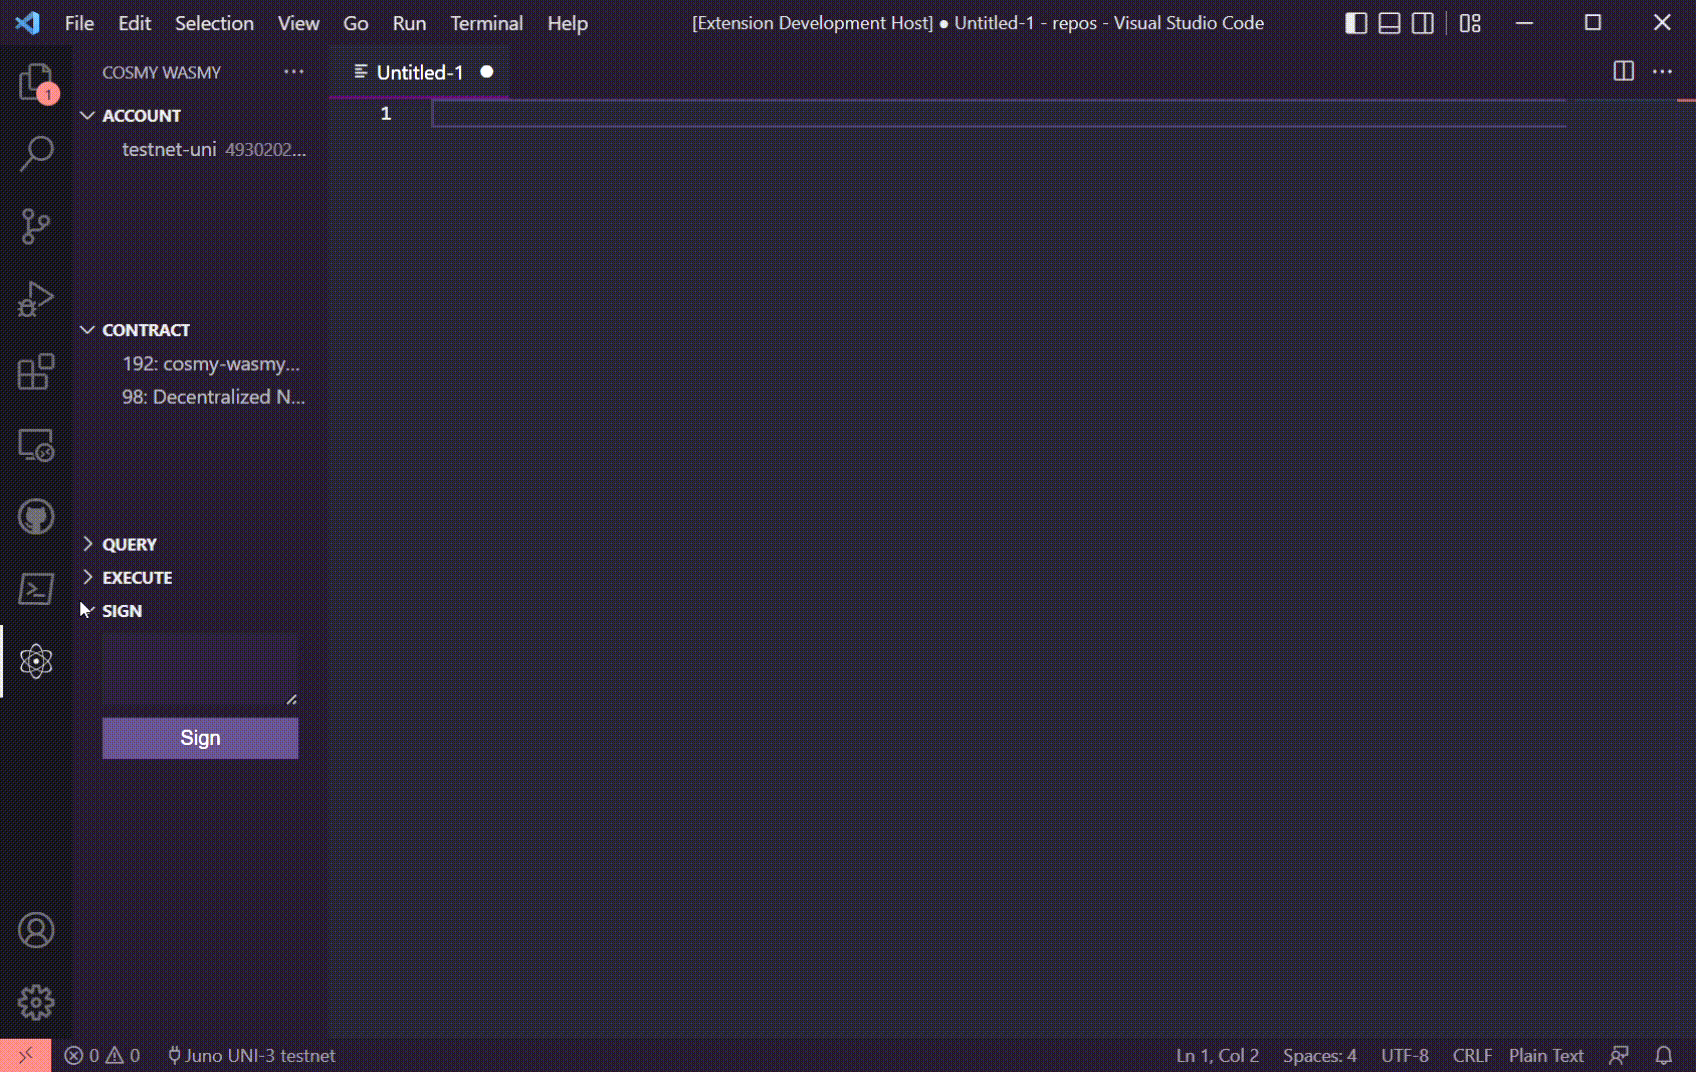 File Edit Selection View Go Run Terminal Help [Extension Development Host] ● Untitled-1 - repos - Visual Studio Code
1
COSMY WASMY ···
Untitled-1 ●
ACCOUNT
testnet-uni 4930202...
1
CONTRACT
192: cosmy-wasmy...
98: Decentralized N...
QUERY
EXECUTE
SIGN
Sign
0 0 Juno UNI-3 testnet Ln 1, Col 2 Spaces: 4 UTF-8 CRLF Plain Text